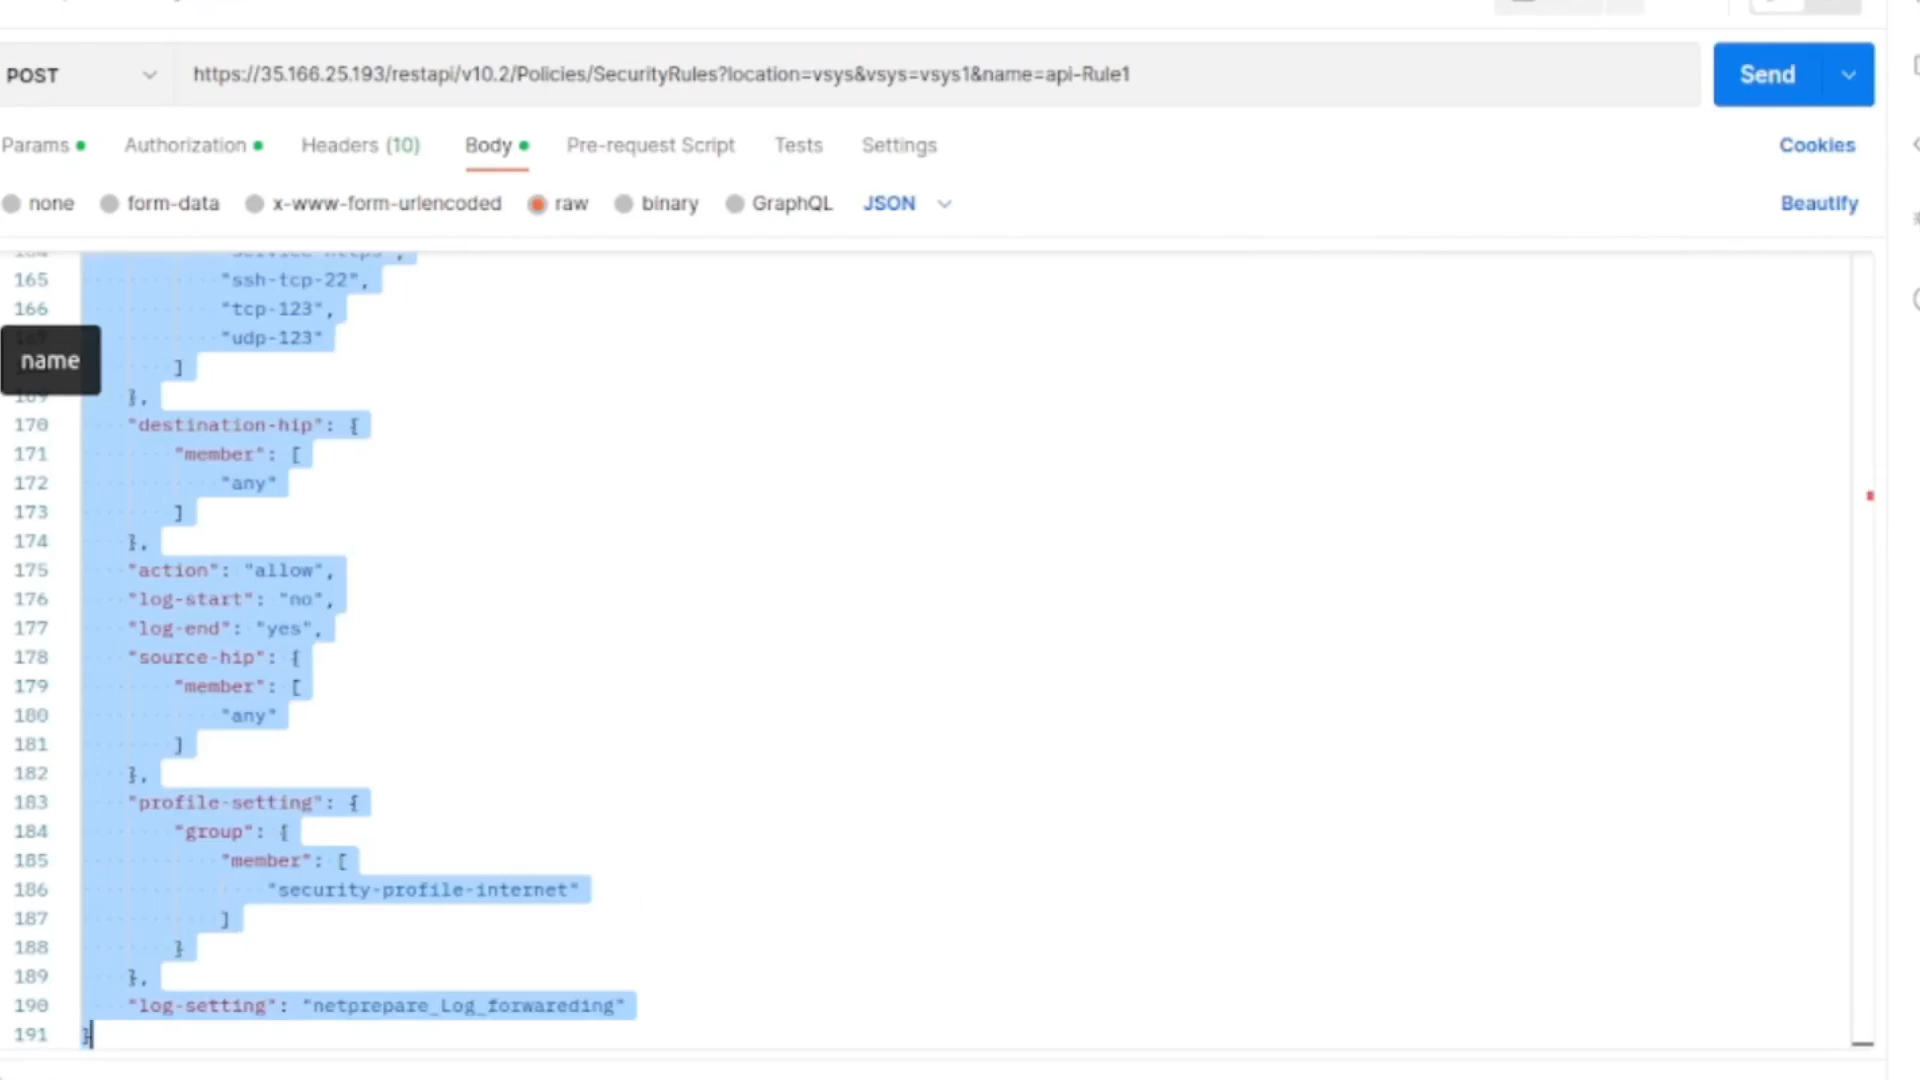 POST https://35.166.25.193/restapi/v10.2/Policies/SecurityRules?location=vsys&vsys=vsys1&name=api-Rule1 Send
Params Authorization Headers (10) Body Pre-request Script Tests Settings Cookies
none form-data x-www-form-urlencoded raw binary GraphQL JSON Beautify
165 "ssh-tcp-22",
166 "tcp-123",
"udp-123"
name
]
169 },
170 "destination-hip": {
171 "member": [
172 "any"
173 ]
174 },
175 "action": "allow",
176 "log-start": "no",
177 "log-end": "yes",
178 "source-hip": {
179 "member": [
180 "any"
181 ]
182 },
183 "profile-setting": {
184 "group": {
185 "member": [
186 "security-profile-internet"
187 ]
188 }
189 },
190 "log-setting": "netprepare_Log_forwareding"
191 }